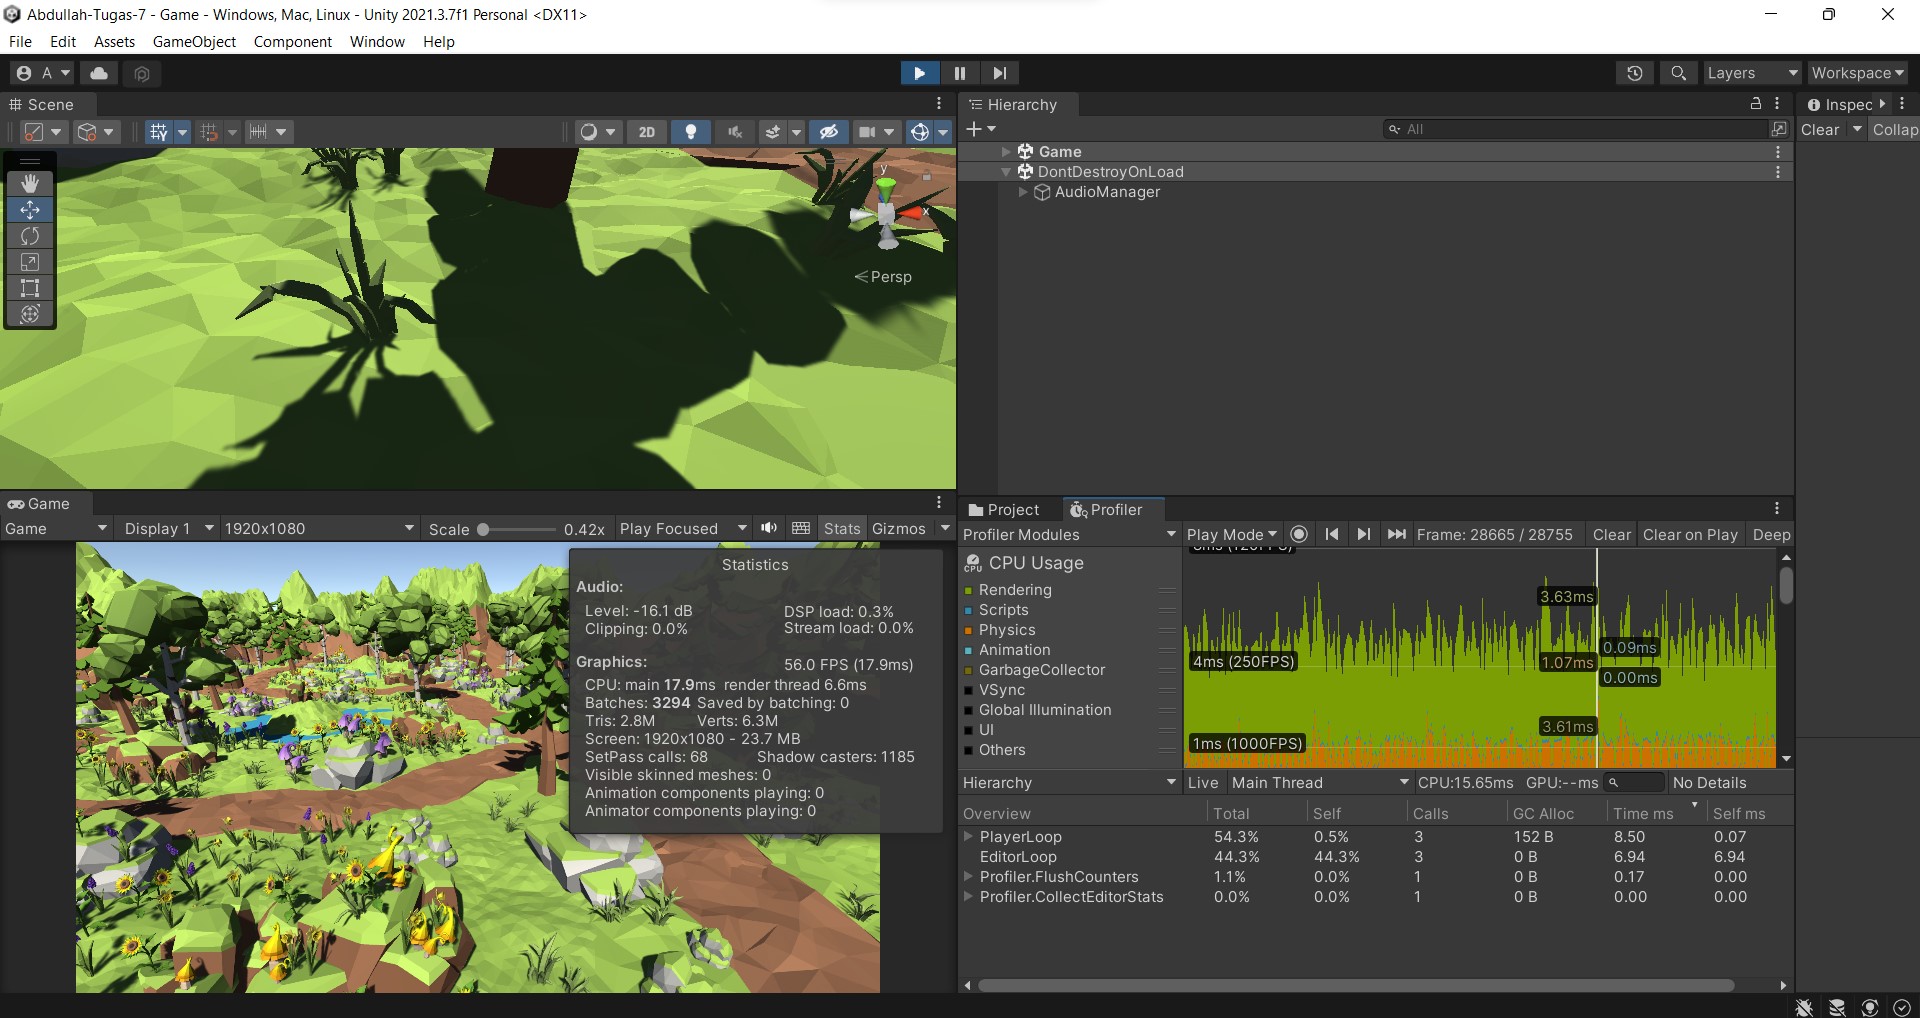 Abdullah-Tugas-7 - Game - Windows, Mac, Linux - Unity 2021.3.7f1 Personal <DX11>
File Edit Assets GameObject Component Window Help
A Layers Workspace
Scene
2D
y
x
Persp
Hierarchy
All
Game
DontDestroyOnLoad
AudioManager
Inspec
Clear Collap
Game
Game Display 1 1920x1080 Scale 0.42x Play Focused Stats Gizmos
Statistics
Audio:
Level: -16.1 dB DSP load: 0.3%
Clipping: 0.0% Stream load: 0.0%
Graphics: 56.0 FPS (17.9ms)
CPU: main 17.9ms render thread 6.6ms
Batches: 3294 Saved by batching: 0
Tris: 2.8M Verts: 6.3M
Screen: 1920x1080 - 23.7 MB
SetPass calls: 68 Shadow casters: 1185
Visible skinned meshes: 0
Animation components playing: 0
Animator components playing: 0
Project Profiler
Profiler Modules Play Mode Frame: 28665 / 28755 Clear Clear on Play Deep
CPU Usage
CPU
Rendering
Scripts
Physics
Animation
GarbageCollector
VSync
Global Illumination
UI
Others
3.63ms
0.09ms
4ms (250FPS)
1.07ms
0.00ms
3.61ms
1ms (1000FPS)
Hierarchy Live Main Thread CPU:15.65ms GPU:--ms No Details
Overview Total Self Calls GC Alloc Time ms Self ms
PlayerLoop 54.3% 0.5% 3 152 B 8.50 0.07
EditorLoop 44.3% 44.3% 3 0 B 6.94 6.94
Profiler.FlushCounters 1.1% 0.0% 1 0 B 0.17 0.00
Profiler.CollectEditorStats 0.0% 0.0% 1 0 B 0.00 0.00